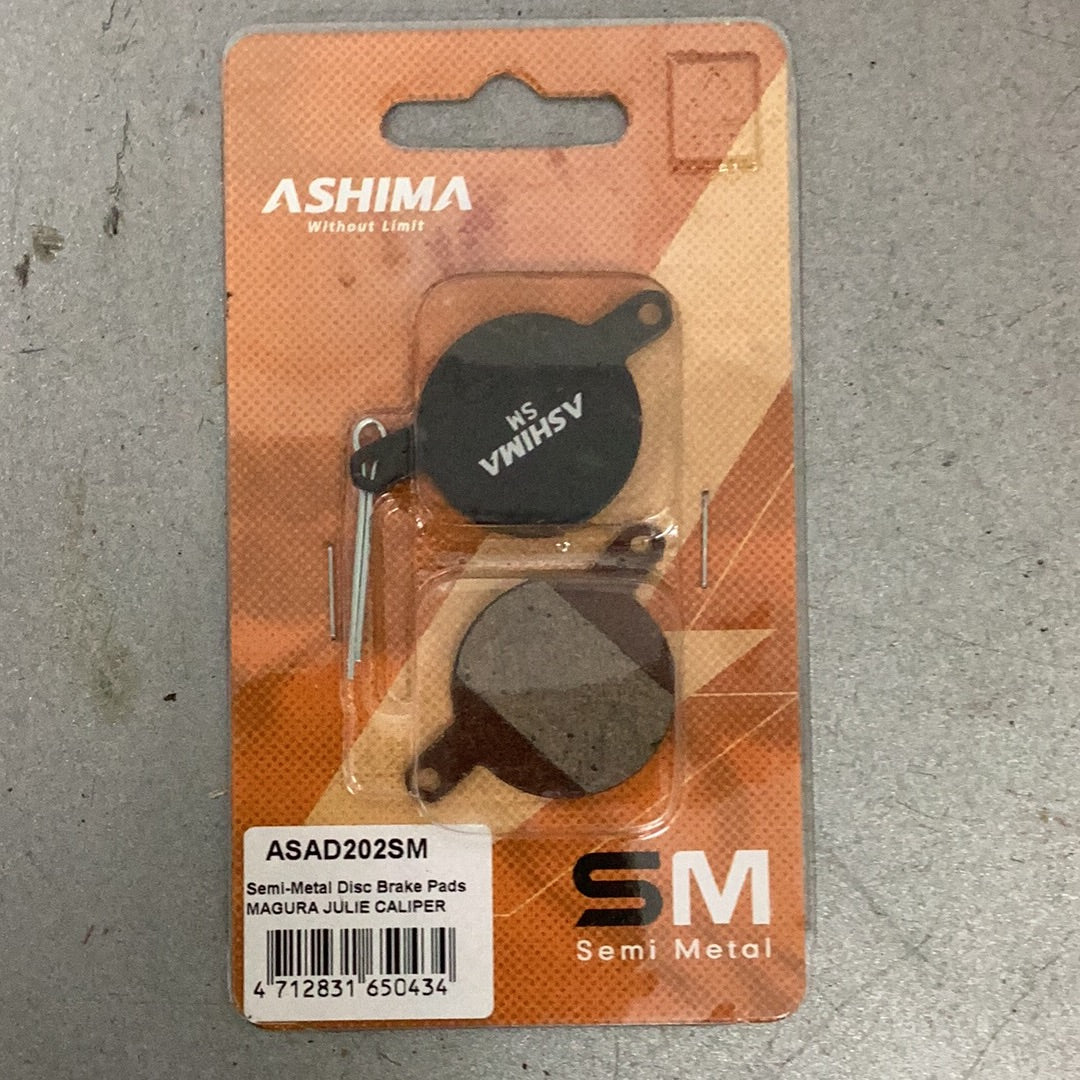 ASHIMA
Without Limit
ASHIMA
SM
ASAD202SM
Semi-Metal Disc Brake Pads
MAGURA JULIE CALIPER
4 712831 650434
SM
Semi Metal